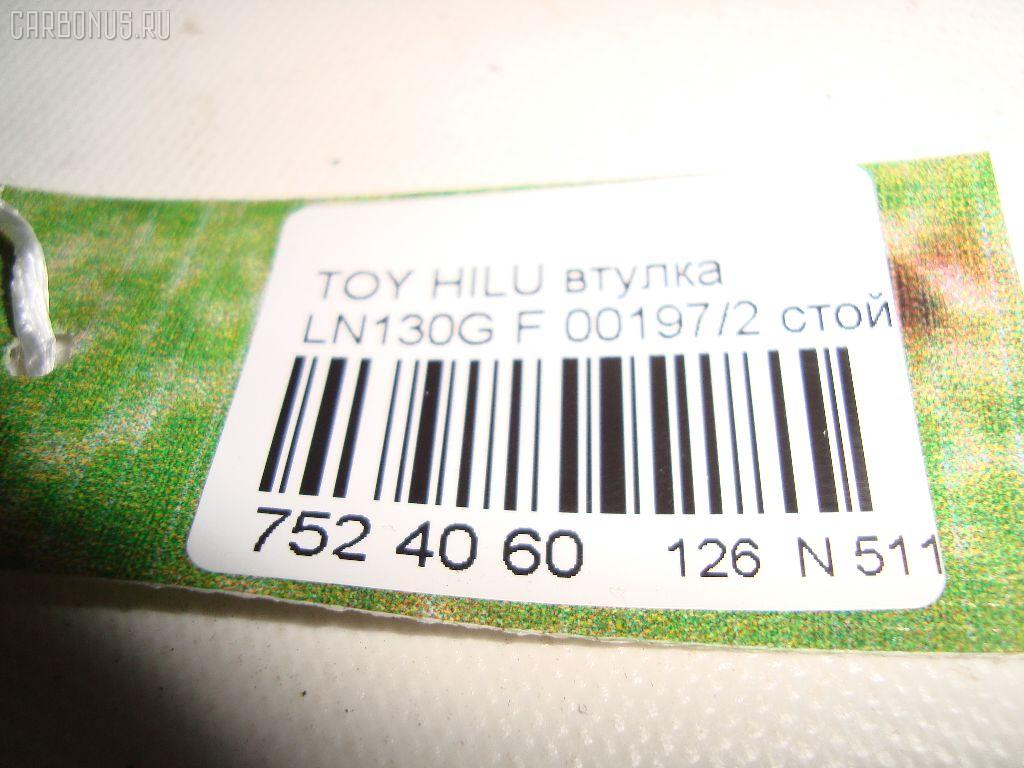 CARBONUS.RU
TOY HILU втулка
LN130G F 00197/2 стой
752 40 60 126 N 511